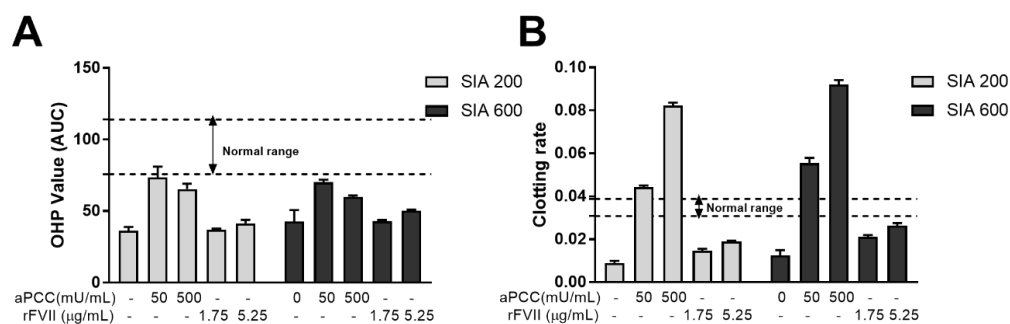 A
OHP Value (AUC)
150
100
50
0
Normal range
SIA 200
SIA 600
aPCC(mU/mL) - 50 500 - - 0 50 500 - -
rFVII (µg/mL) - - - 1.75 5.25 - - - 1.75 5.25
B
Clotting rate
0.10
0.08
0.06
0.04
0.02
0.00
Normal range
SIA 200
SIA 600
aPCC(mU/mL) - 50 500 - - 0 50 500 - -
rFVII (µg/mL) - - - 1.75 5.25 - - - 1.75 5.25